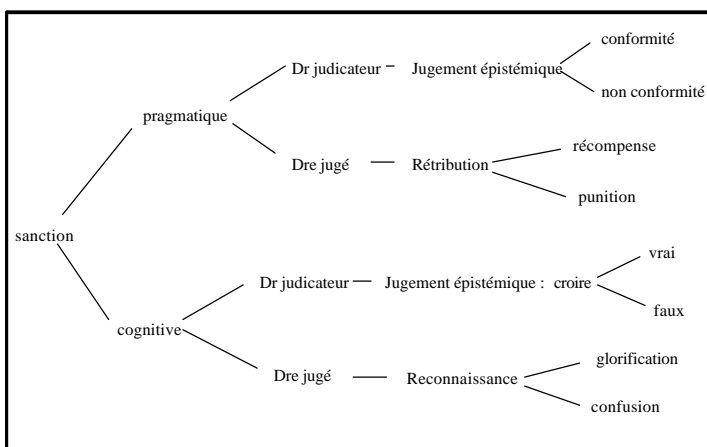 conformité
Dr judicateur – Jugement épistémique
non conformité
pragmatique
récompense
Dre jugé — Rétribution
punition
sanction
vrai
Dr judicateur — Jugement épistémique : croire
faux
cognitive
glorification
Dre jugé — Reconnaissance
confusion